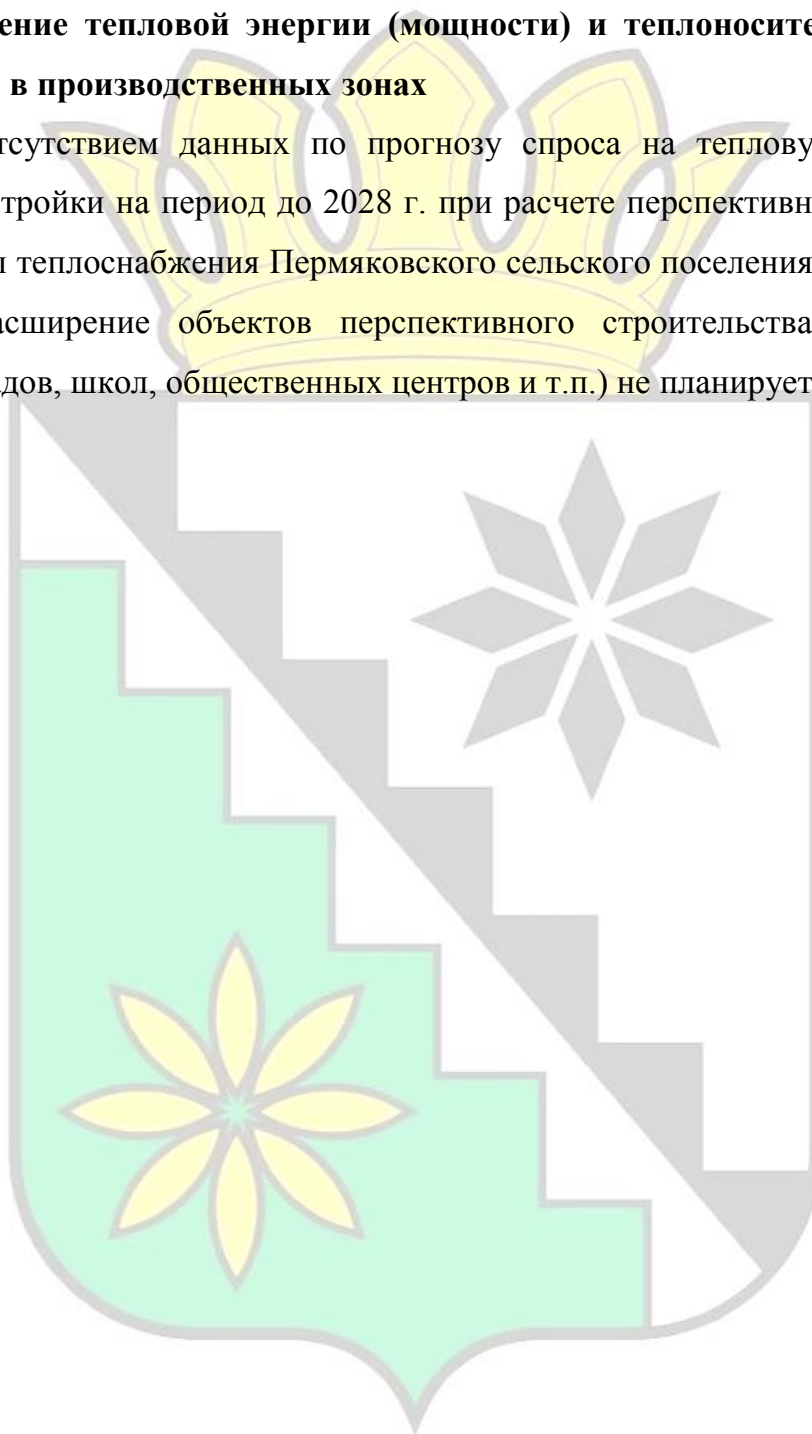 ение тепловой энергии (мощности) и теплоносите
в производственных зонах
тсутствием данных по прогнозу спроса на теплову
тройки на период до 2028 г. при расчете перспективн
теплоснабжения Пермяковского сельского поселения
асширение объектов перспективного строительства
дов, школ, общественных центров и т.п.) не планирует